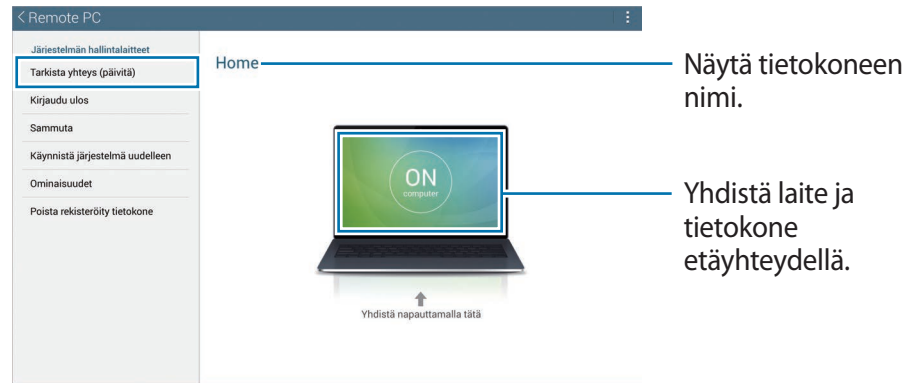 < Remote PC
Järjestelmän hallintalaitteet
Tarkista yhteys (päivitä)
Kirjaudu ulos
Sammuta
Käynnistä järjestelmä uudelleen
Ominaisuudet
Poista rekisteröity tietokone
Home
ON
computer
Yhdistä napauttamalla tätä
Näytä tietokoneen
nimi.
Yhdistä laite ja
tietokone
etäyhteydellä.